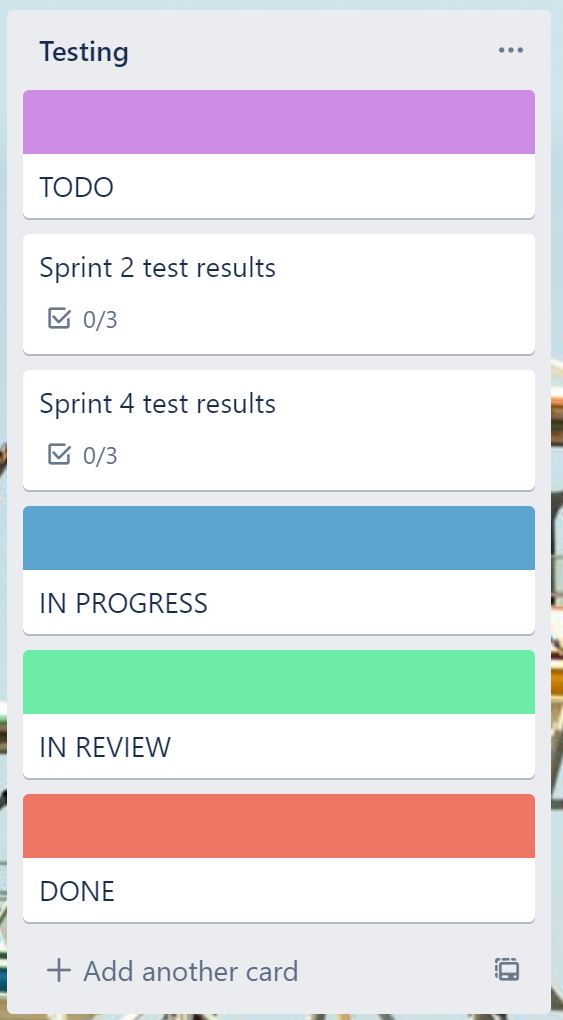 Testing
TODO
Sprint 2 test results
0/3
Sprint 4 test results
0/3
IN PROGRESS
IN REVIEW
DONE
Add another card